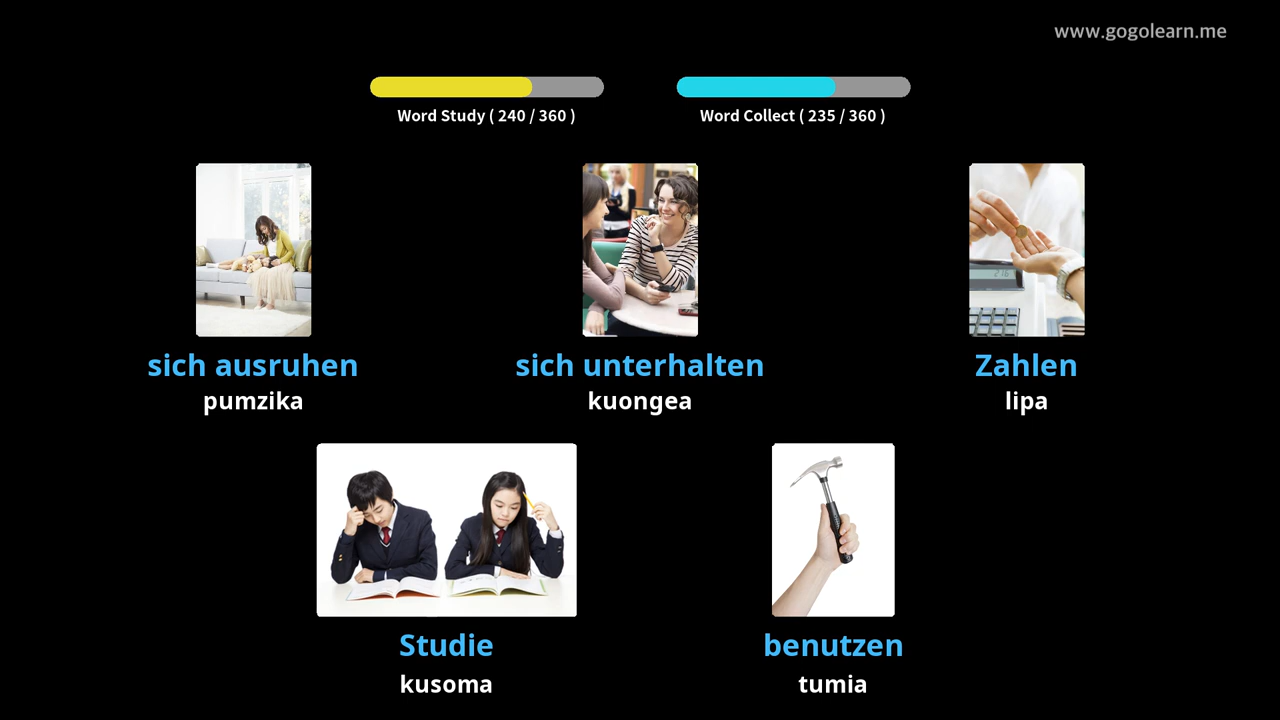 www.gogolearn.me
Word Study ( 240 / 360 )
Word Collect ( 235 / 360 )
sich ausruhen
pumzika
sich unterhalten
kuongea
Zahlen
lipa
Studie
kusoma
benutzen
tumia